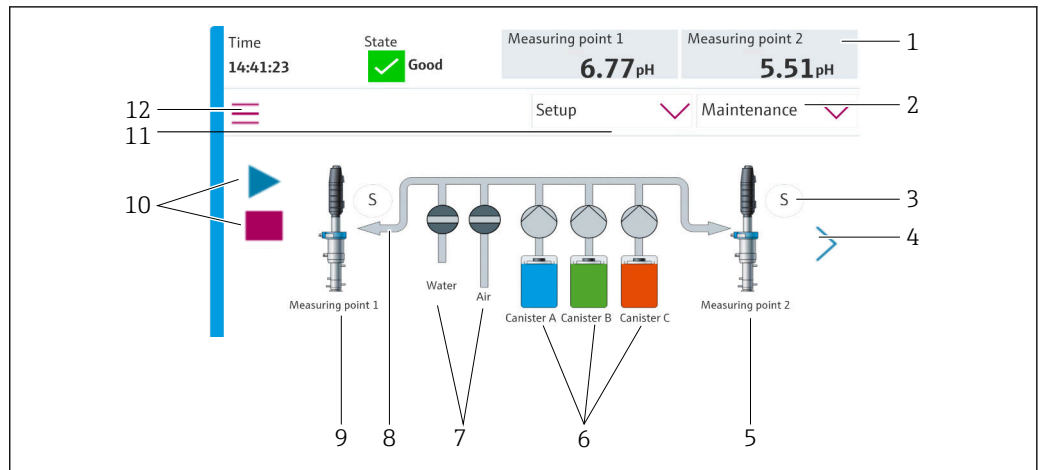 Time
State
Measuring point 1
Measuring point 2
1
14:41:23
Good
6.77pH
5.51pH
12
Setup
Maintenance
2
11
10
S
S
3
4
Water
Air
Measuring point 1
Canister A
Canister B
Canister C
Measuring point 2
9
8
7
6
5